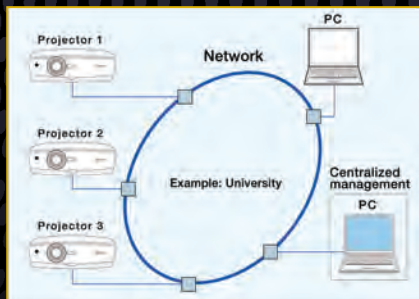 PC
Projector 1
Network
Projector 2
Example: University
Centralized
management
PC
Projector 3